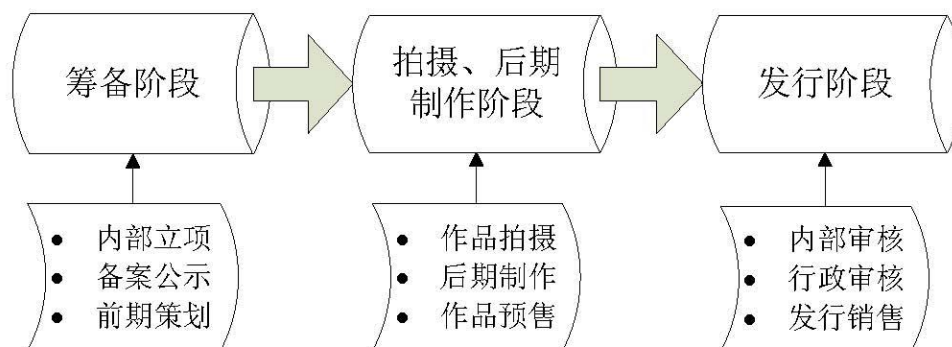 筹备阶段
拍摄、后期
制作阶段
发行阶段
● 内部立项
● 备案公示
● 前期策划
● 作品拍摄
● 后期制作
● 作品预售
● 内部审核
● 行政审核
● 发行销售